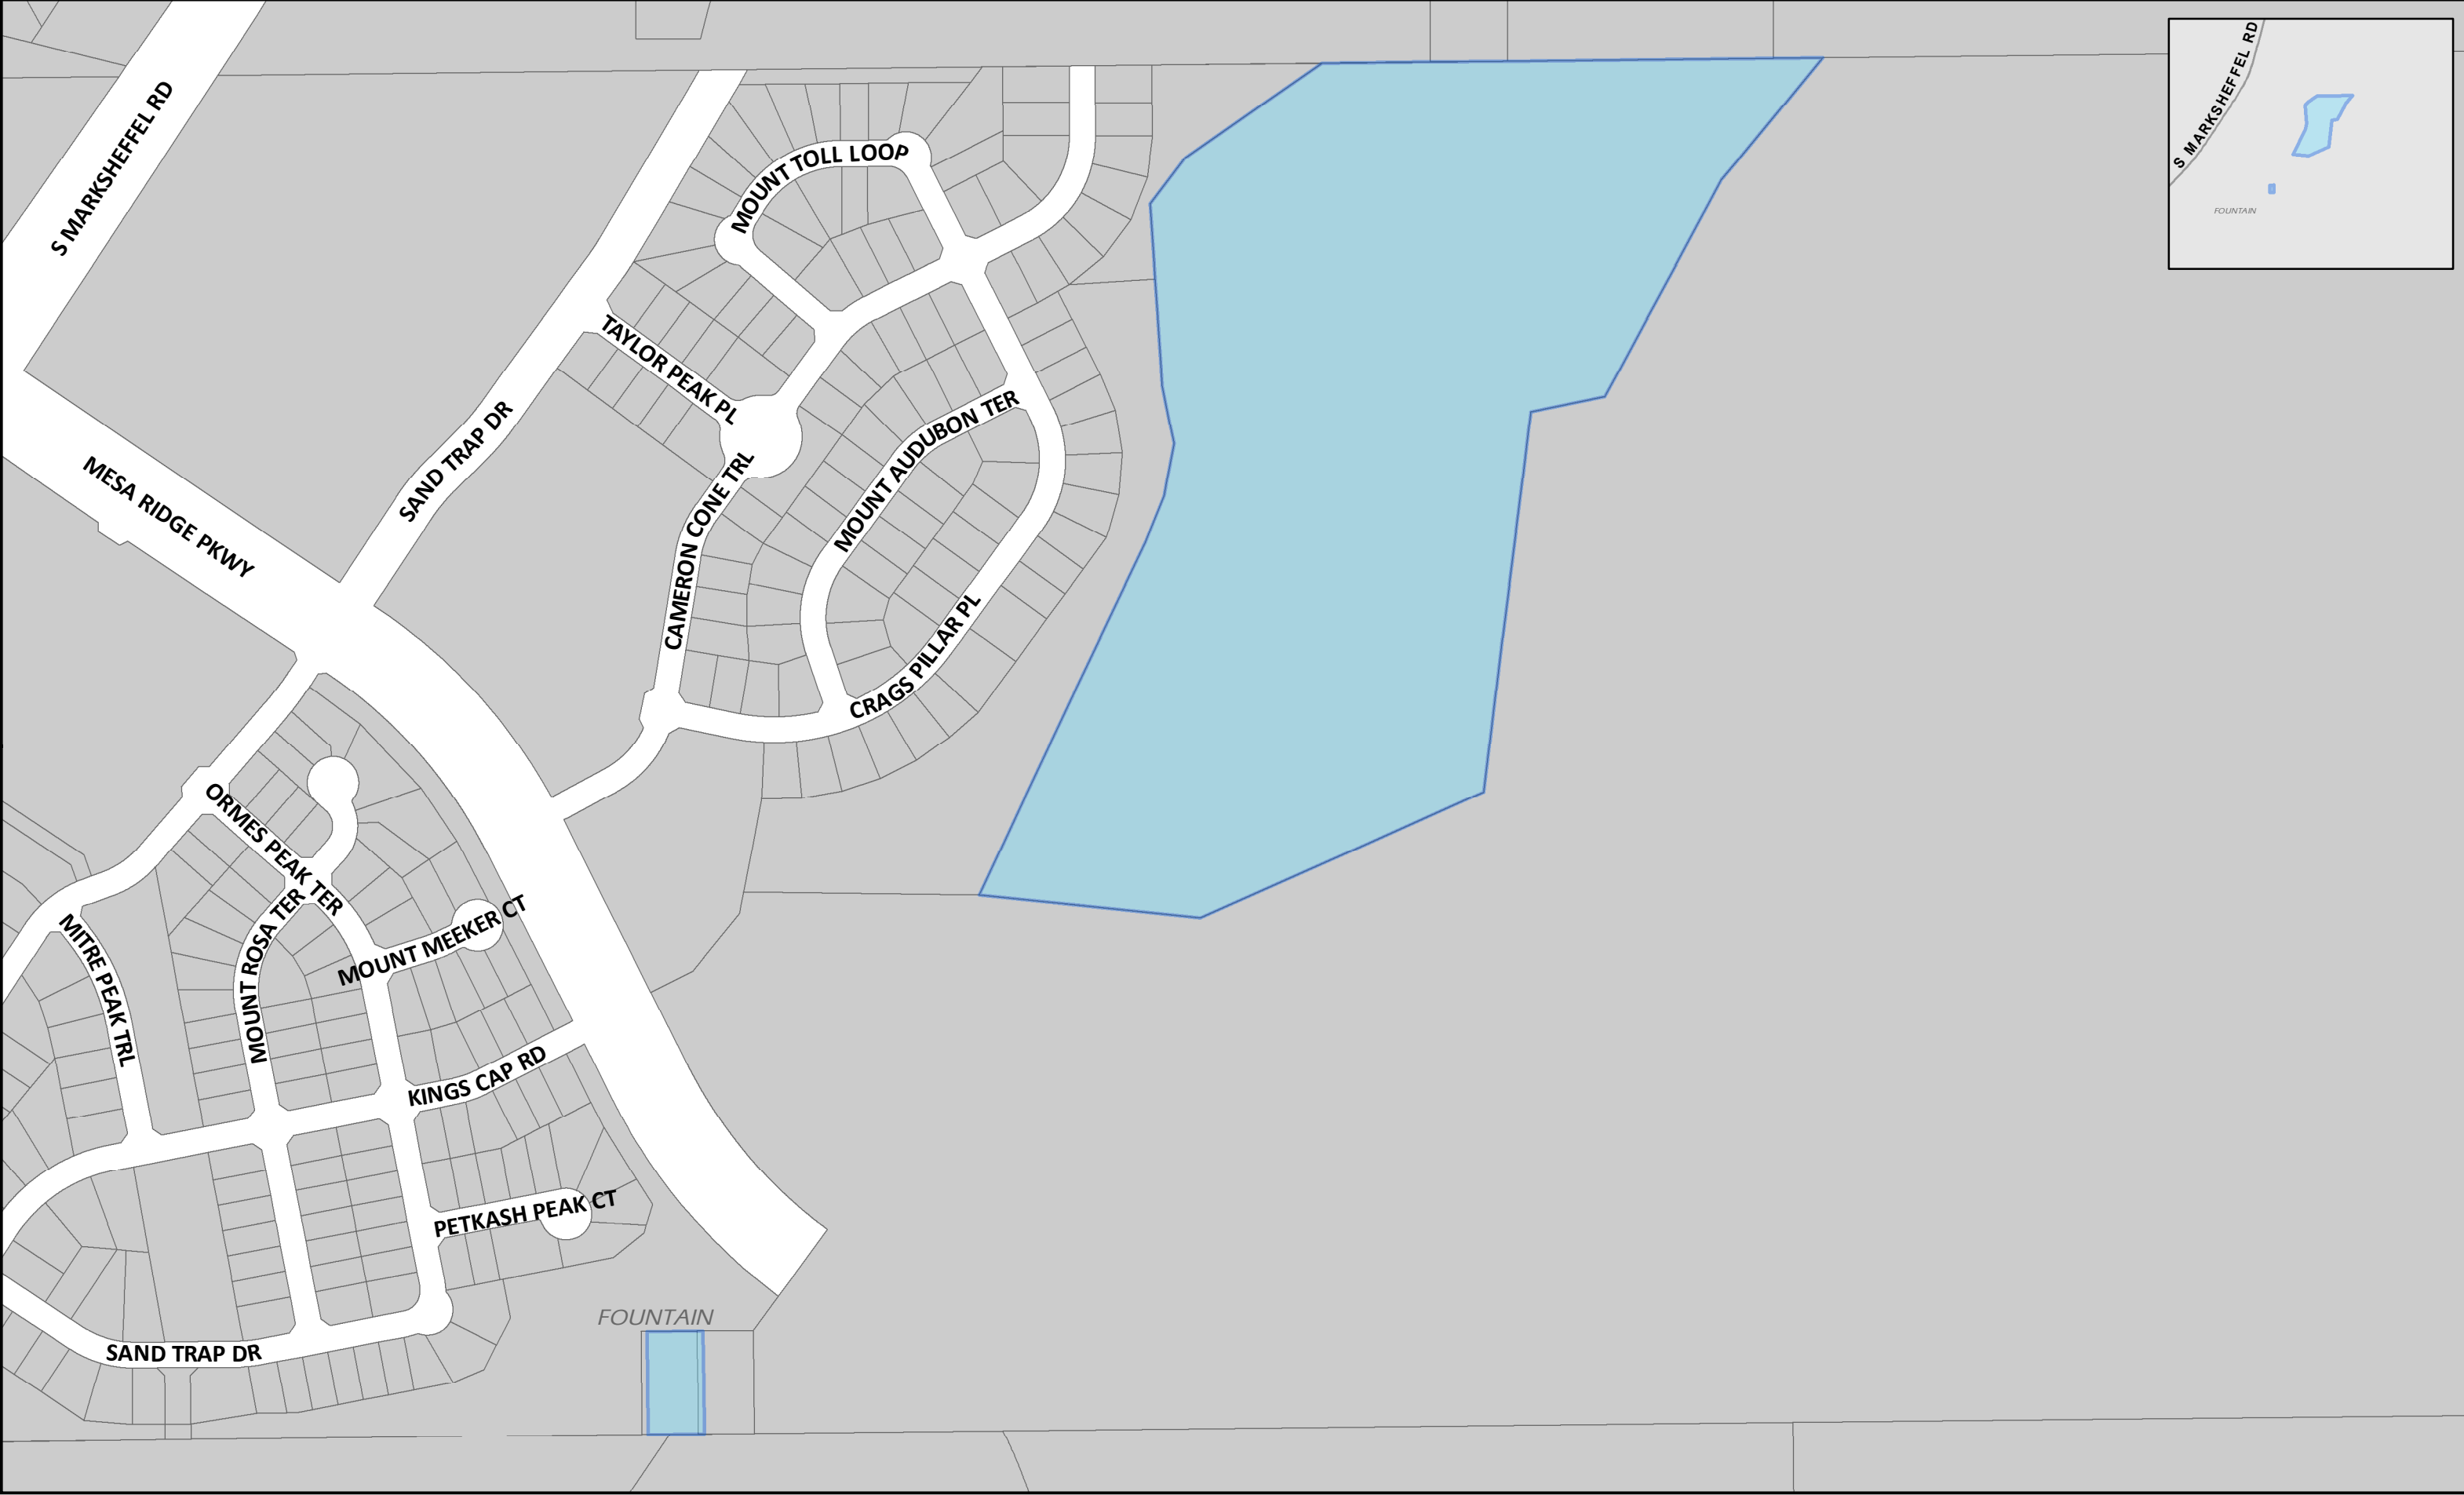 S MARKSHEFFEL RD
S MARKSHEFFEL RD
FOUNTAIN
MOUNT TOLL LOOP
TAYLOR PEAK PL
SAND TRAP DR
MESA RIDGE PKWY
MOUNT AUDUBON TER
CAMERON CONE TRL
CRAGS PILLAR PL
ORMES PEAK TER
MOUNT ROSA TER
MITRE PEAK TRL
MOUNT MEEKER CT
KINGS CAP RD
PETKASH PEAK CT
FOUNTAIN
SAND TRAP DR